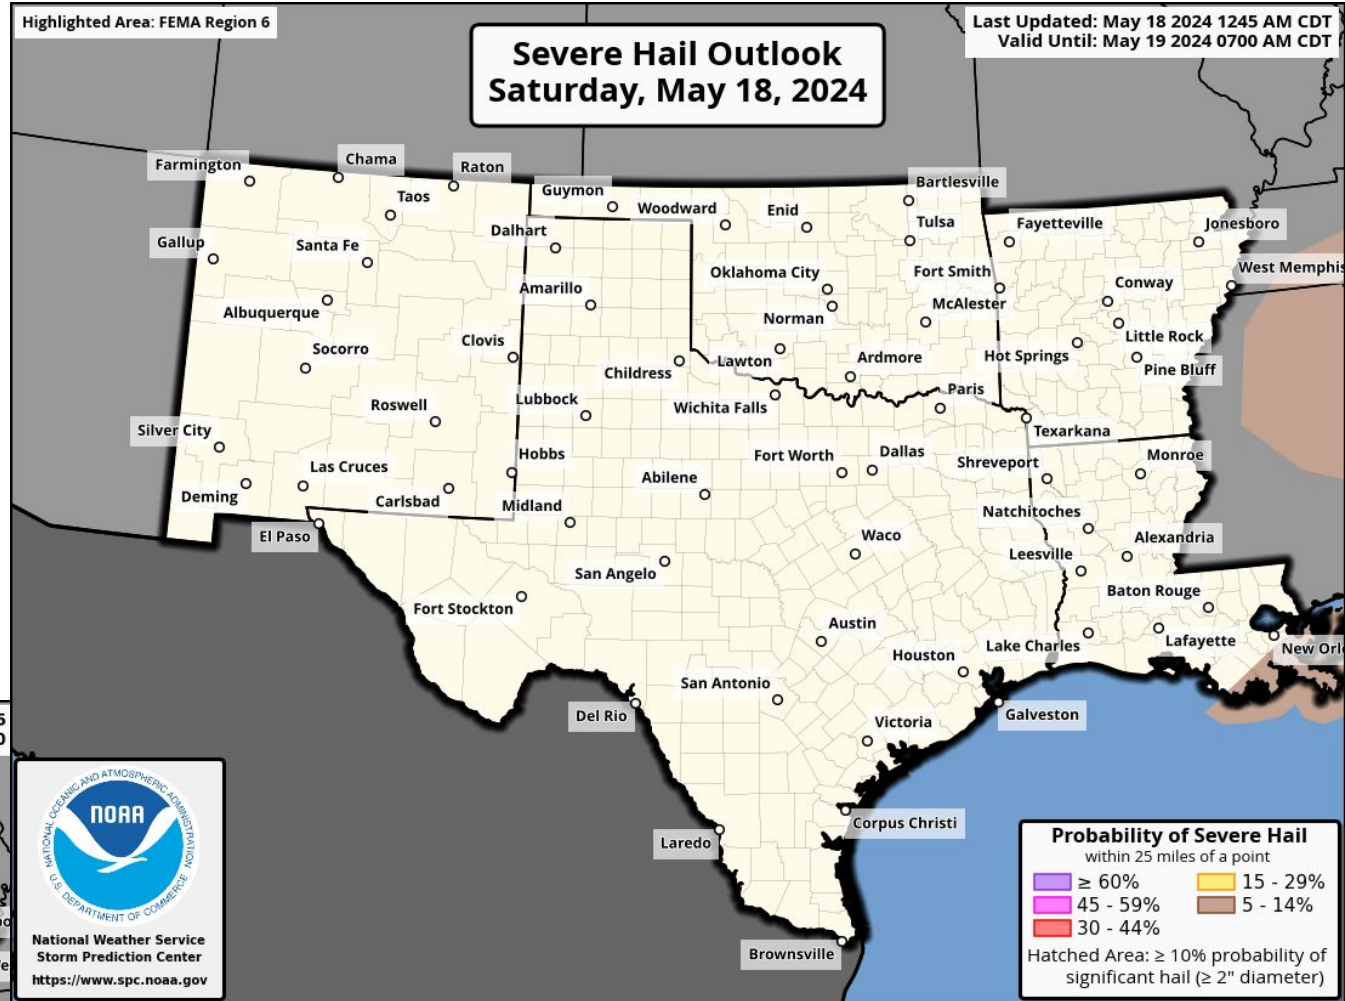 Highlighted Area: FEMA Region 6
Severe Hail Outlook
Saturday, May 18, 2024
Last Updated: May 18 2024 1245 AM CDT
Valid Until: May 19 2024 0700 AM CDT
Farmington
Chama
Raton
Taos
Guymon
Woodward
Enid
Bartlesville
Tulsa
Fayetteville
Jonesboro
Gallup
Santa Fe
Dalhart
Oklahoma City
Fort Smith
West Memphis
Amarillo
Conway
Albuquerque
Norman
McAlester
Socorro
Clovis
Little Rock
Childress
Lawton
Ardmore
Hot Springs
Pine Bluff
Roswell
Lubbock
Wichita Falls
Paris
Silver City
Texarkana
Las Cruces
Hobbs
Fort Worth
Dallas
Shreveport
Monroe
Deming
Carlsbad
Midland
Abilene
Natchitoches
El Paso
Waco
Alexandria
San Angelo
Leesville
Fort Stockton
Baton Rouge
Austin
Lake Charles
Lafayette
New Orl
Houston
San Antonio
Del Rio
Victoria
Galveston
Laredo
Corpus Christi
Brownsville
5
0
NATIONAL OCEANIC AND ATMOSPHERIC ADMINISTRATION
NOAA
U.S. DEPARTMENT OF COMMERCE
National Weather Service
Storm Prediction Center
https://www.spc.noaa.gov
Probability of Severe Hail
within 25 miles of a point
≥ 60% 15 - 29%
45 - 59% 5 - 14%
30 - 44%
Hatched Area: ≥ 10% probability of
significant hail (≥ 2" diameter)